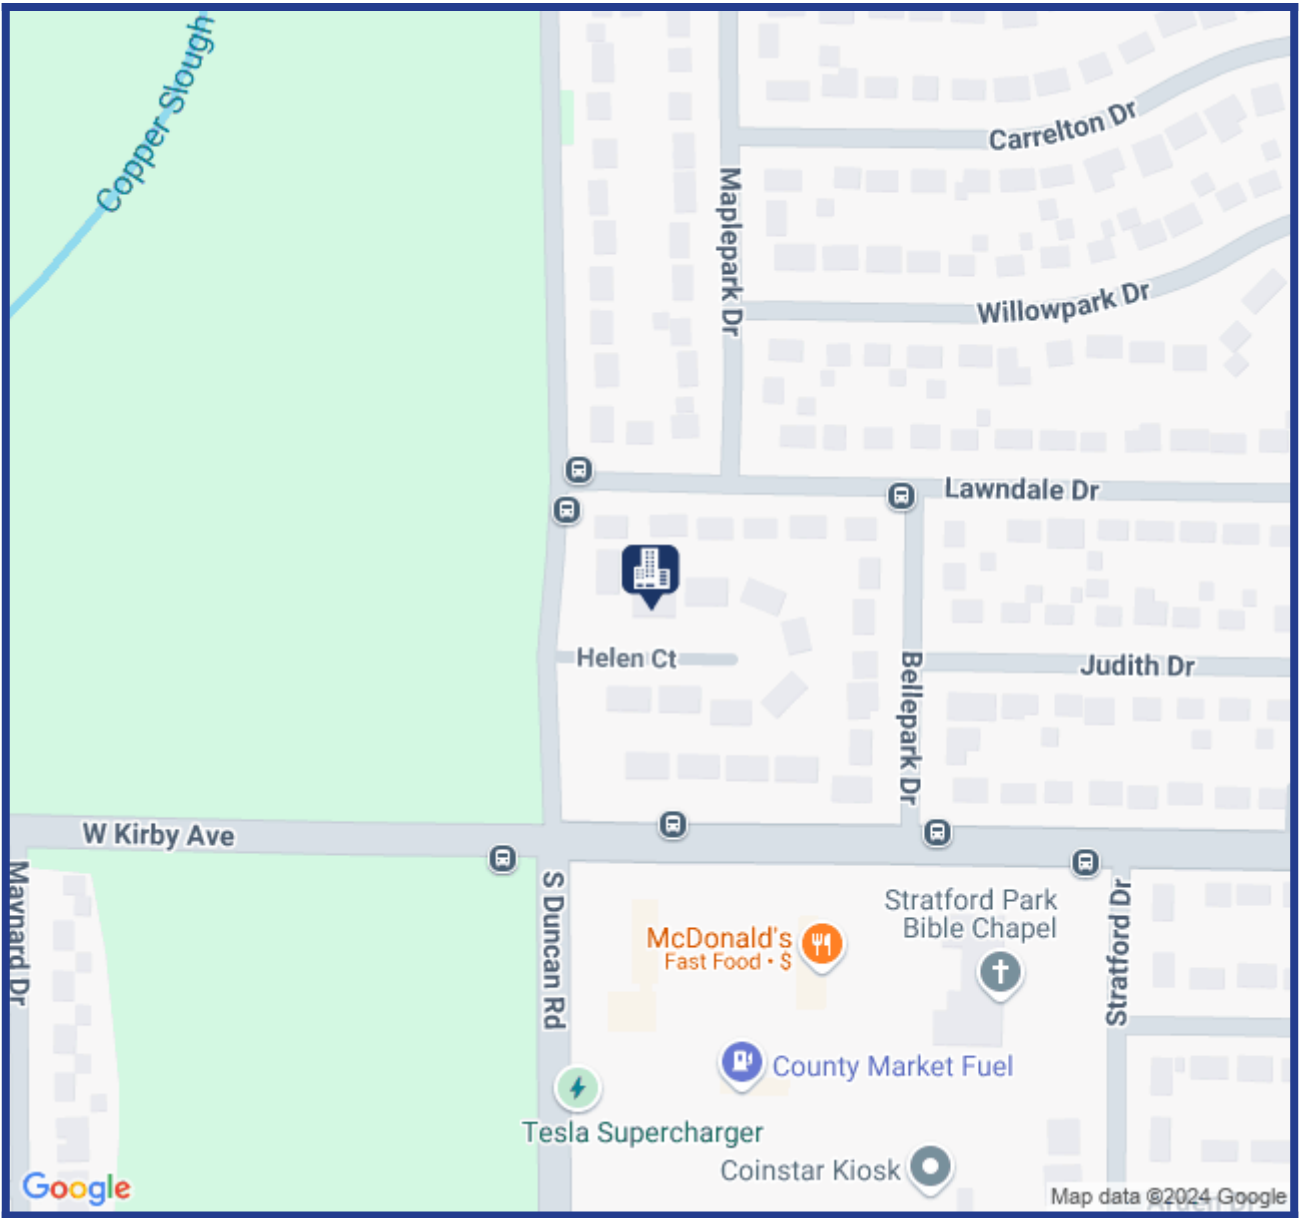 Copper Slough
Carrelton Dr
Maplepark Dr
Willowpark Dr
Lawndale Dr
Helen Ct
Bellepark Dr
Judith Dr
W Kirby Ave
Maynard Dr
S Duncan Rd
Stratford Park
Bible Chapel
Stratford Dr
McDonald's
Fast Food • $
County Market Fuel
Tesla Supercharger
Coinstar Kiosk
Google
Map data ©2024 Google